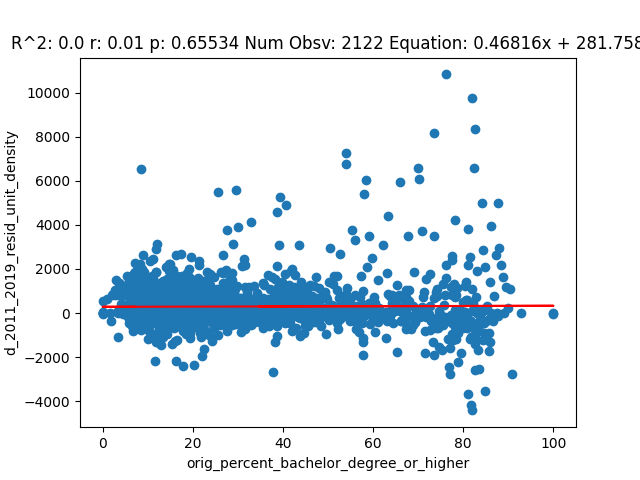 R^2: 0.0 r: 0.01 p: 0.65534 Num Obsv: 2122 Equation: 0.46816x + 281.758
10000
8000
6000
4000
2000
0
−2000
−4000
d_2011_2019_resid_unit_density
0 20 40 60 80 100
orig_percent_bachelor_degree_or_higher